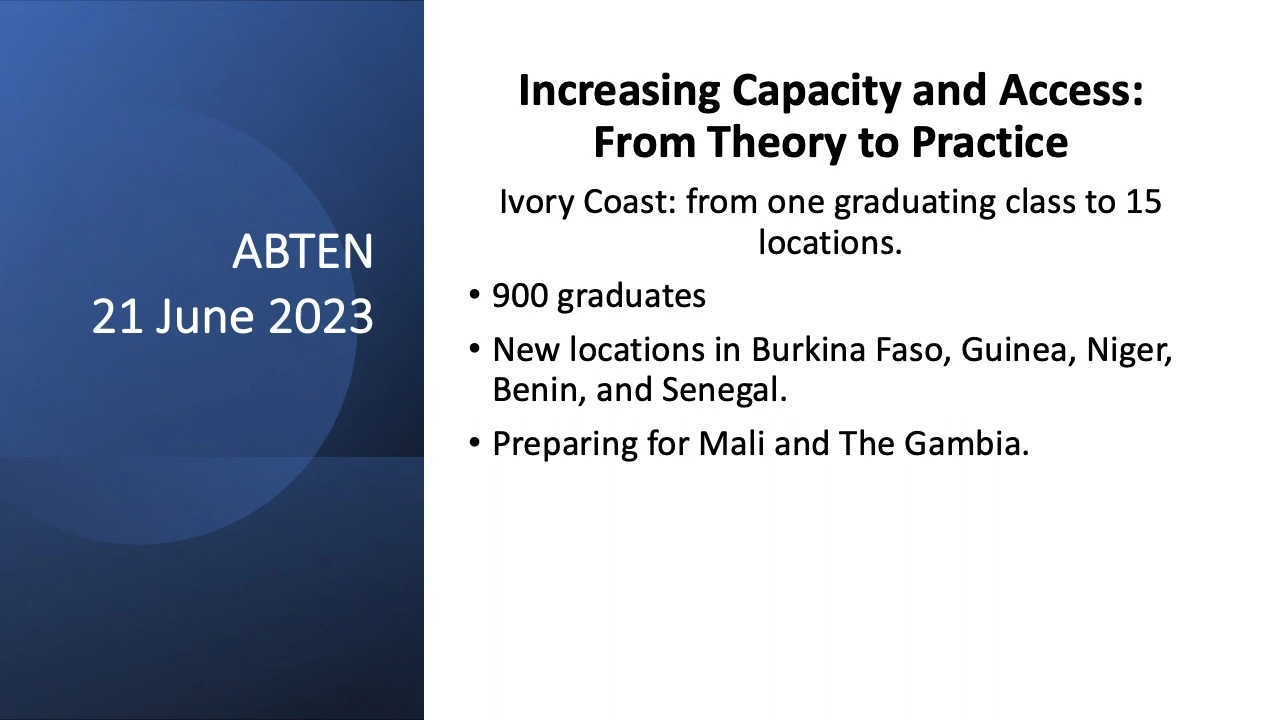 ABTEN
21 June 2023
Increasing Capacity and Access:
From Theory to Practice
Ivory Coast: from one graduating class to 15
locations.
• 900 graduates
• New locations in Burkina Faso, Guinea, Niger,
Benin, and Senegal.
• Preparing for Mali and The Gambia.